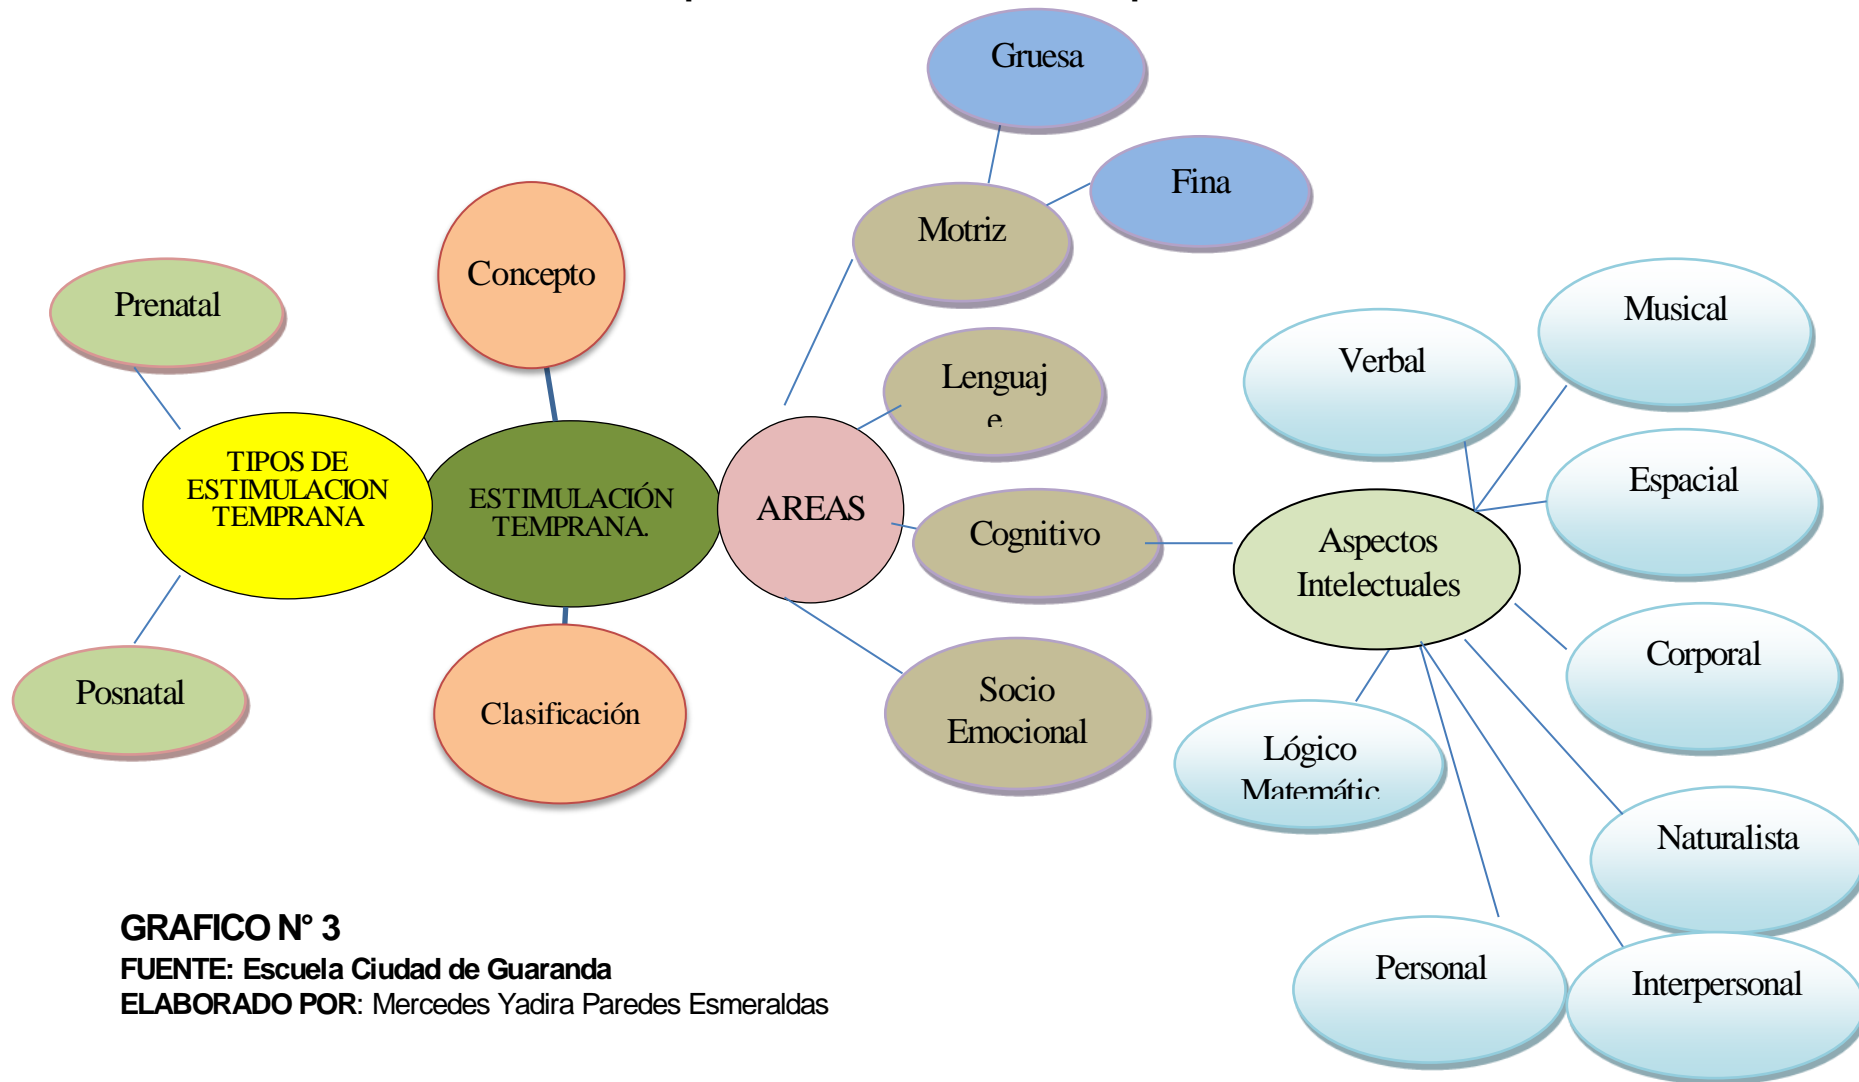 Gruesa
Fina
Motriz
Concepto
Prenatal
Musical
Verbal
Lenguaj
e
TIPOS DE
ESTIMULACION
TEMPRANA
ESTIMULACIÓN
TEMPRANA.
AREAS
Espacial
Cognitivo
Aspectos
Intelectuales
Corporal
Posnatal
Clasificación
Socio
Emocional
Lógico
Matemátic
Naturalista
Personal
Interpersonal
GRAFICO N° 3
FUENTE: Escuela Ciudad de Guaranda
ELABORADO POR: Mercedes Yadira Paredes Esmeraldas